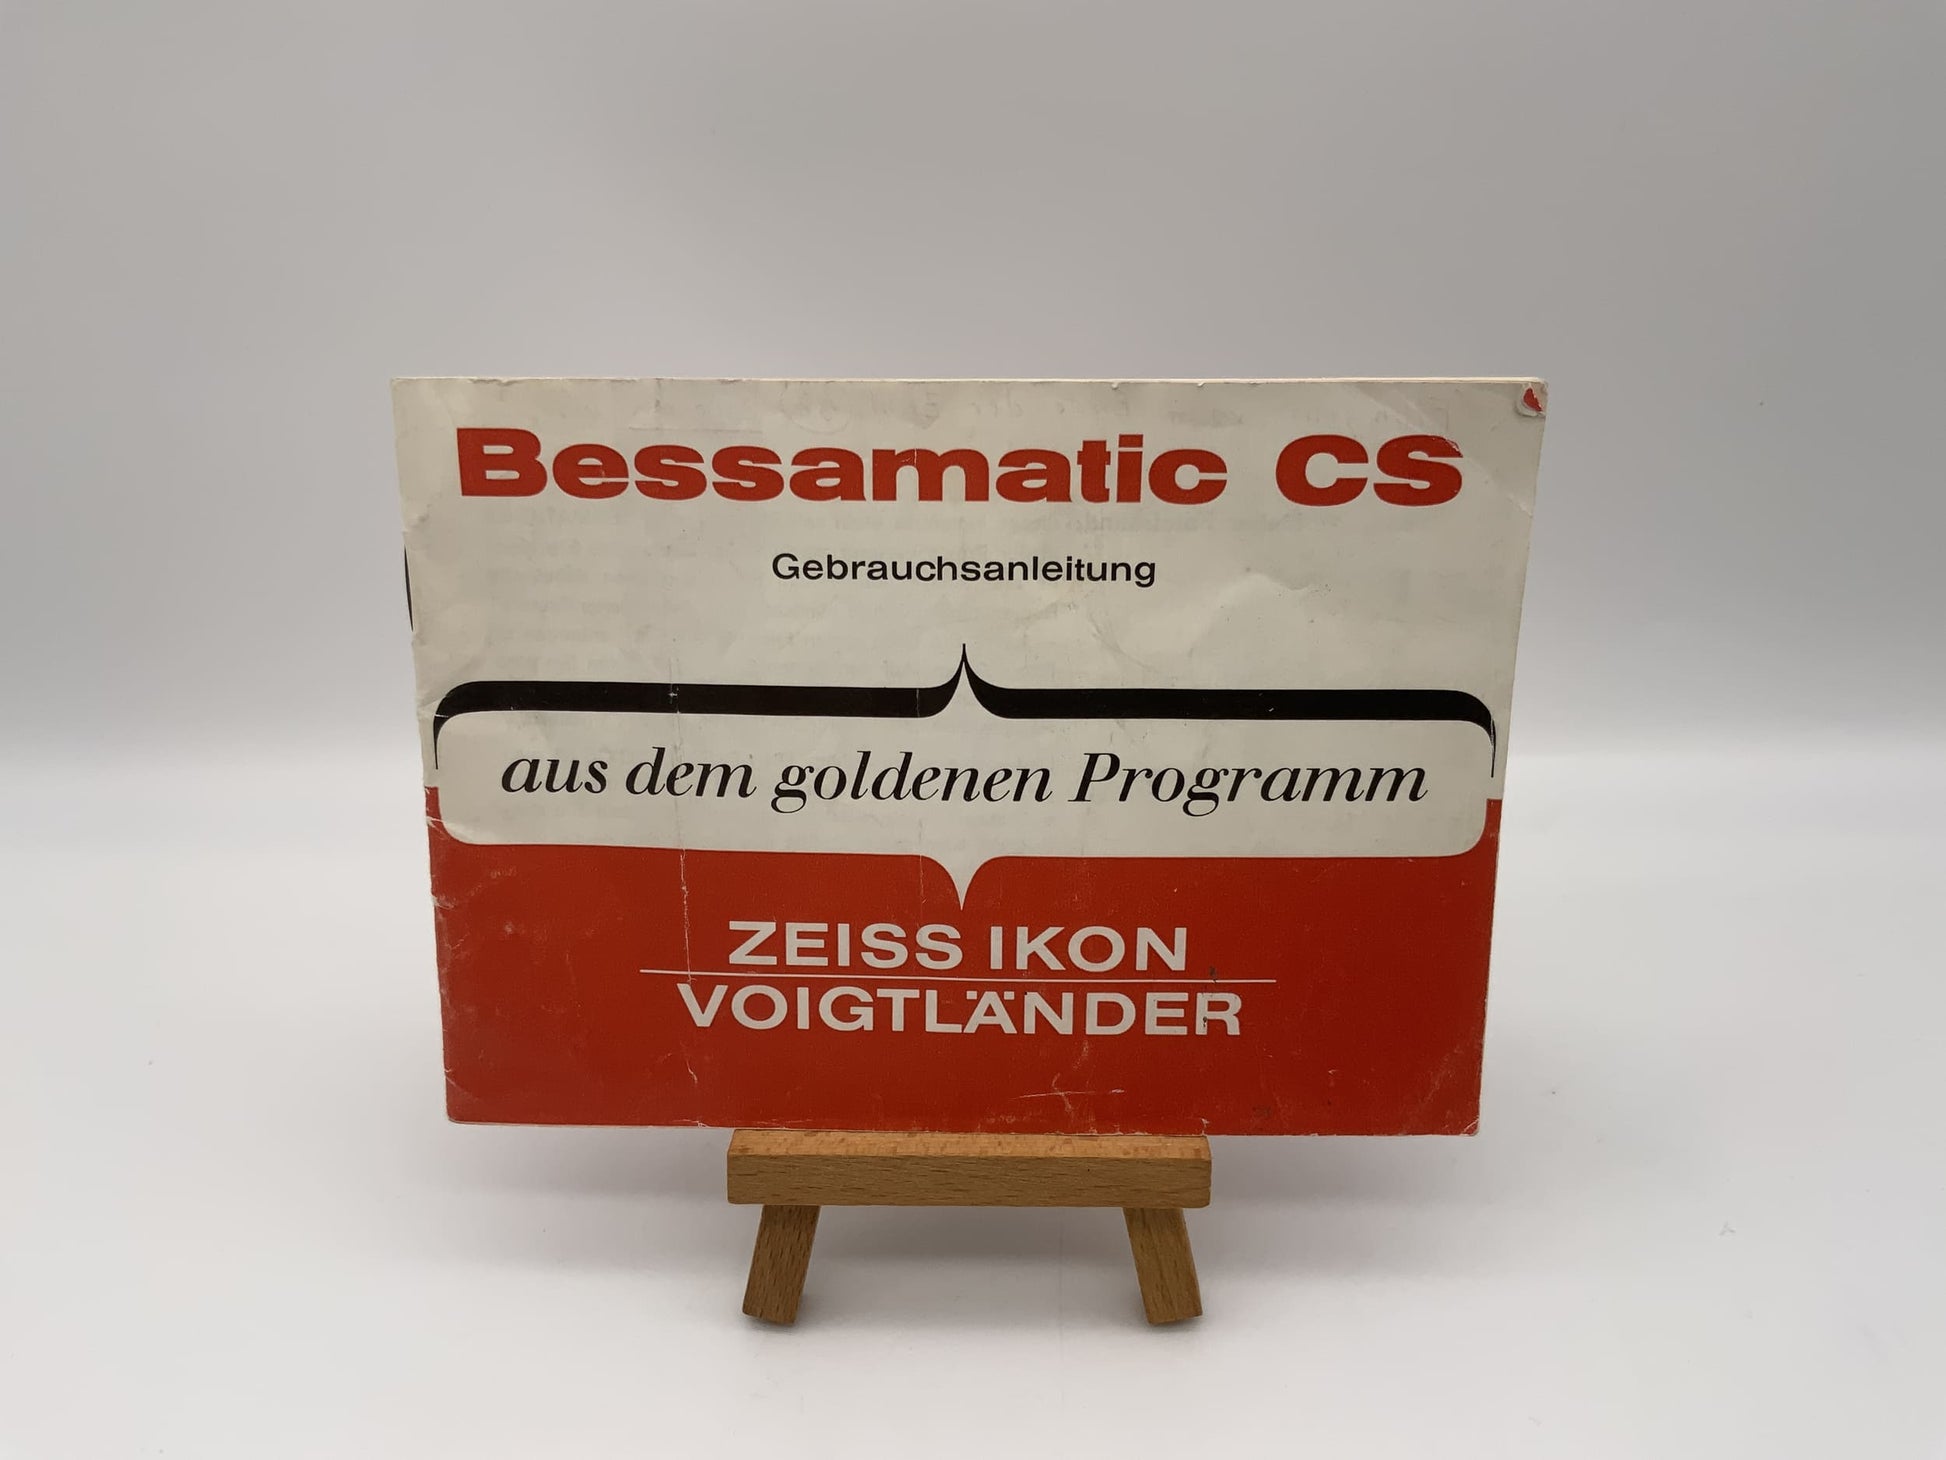 Bessamatic CS
Gebrauchsanleitung
aus dem goldenen Programm
ZEISS IKON
VOIGTLÄNDER